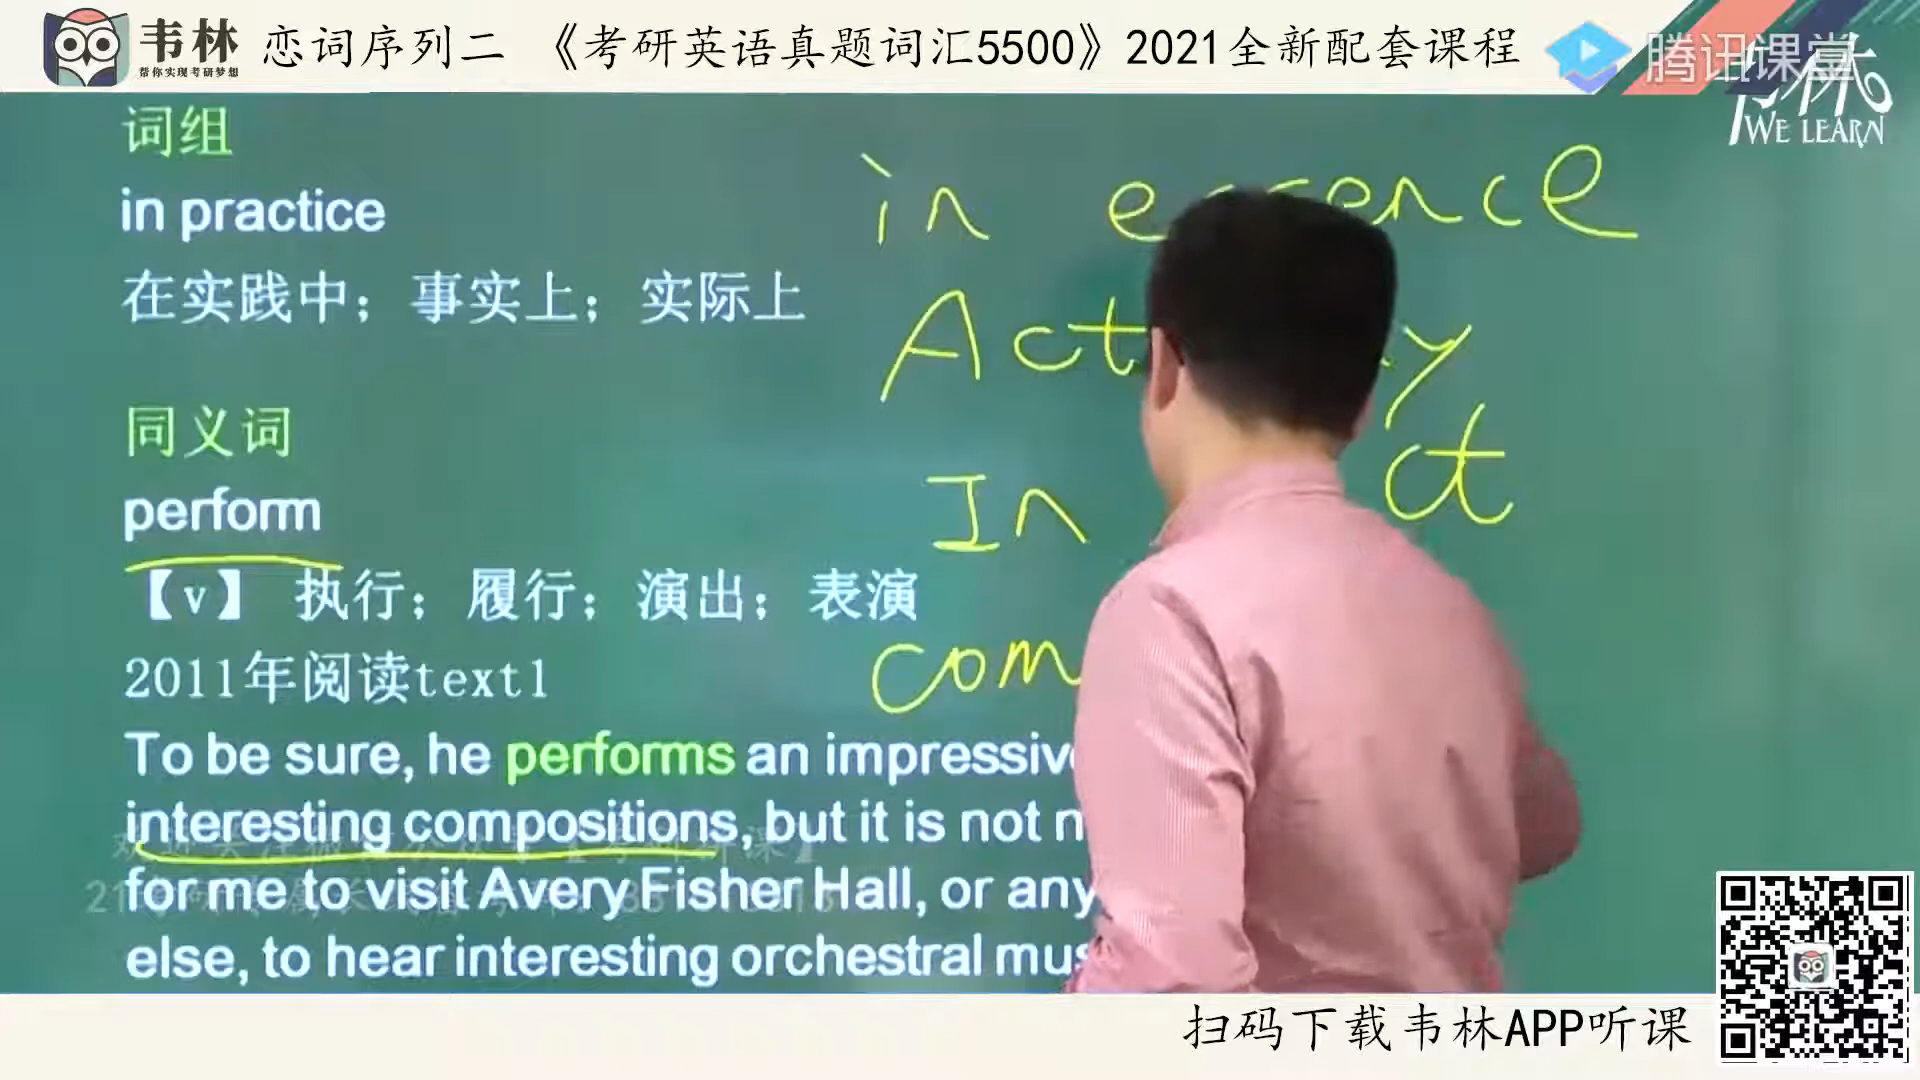 韦林
帮你实现考研梦想
恋词序列二 《考研英语真题词汇5500》2021全新配套课程
腾讯课堂
韦林
WE LEARN
词组
in practice
在实践中；事实上；实际上
同义词
perform
【v】 执行；履行；演出；表演
2011年阅读text1
To be sure, he performs an impressive
interesting compositions, but it is not n
for me to visit Avery Fisher Hall, or any
else, to hear interesting orchestral mus
in essence
Act y
In ct
com
扫码下载韦林APP听课